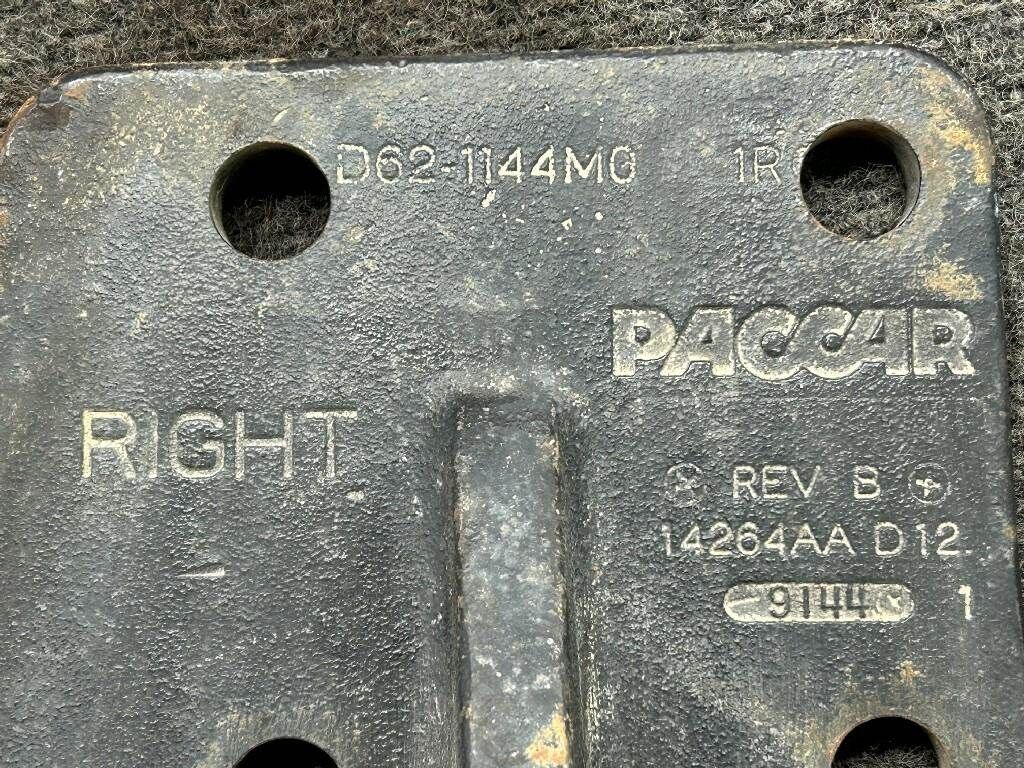 D62-1144M0 1R
PACCAR
RIGHT
REV B
14264AA D12
9144 1